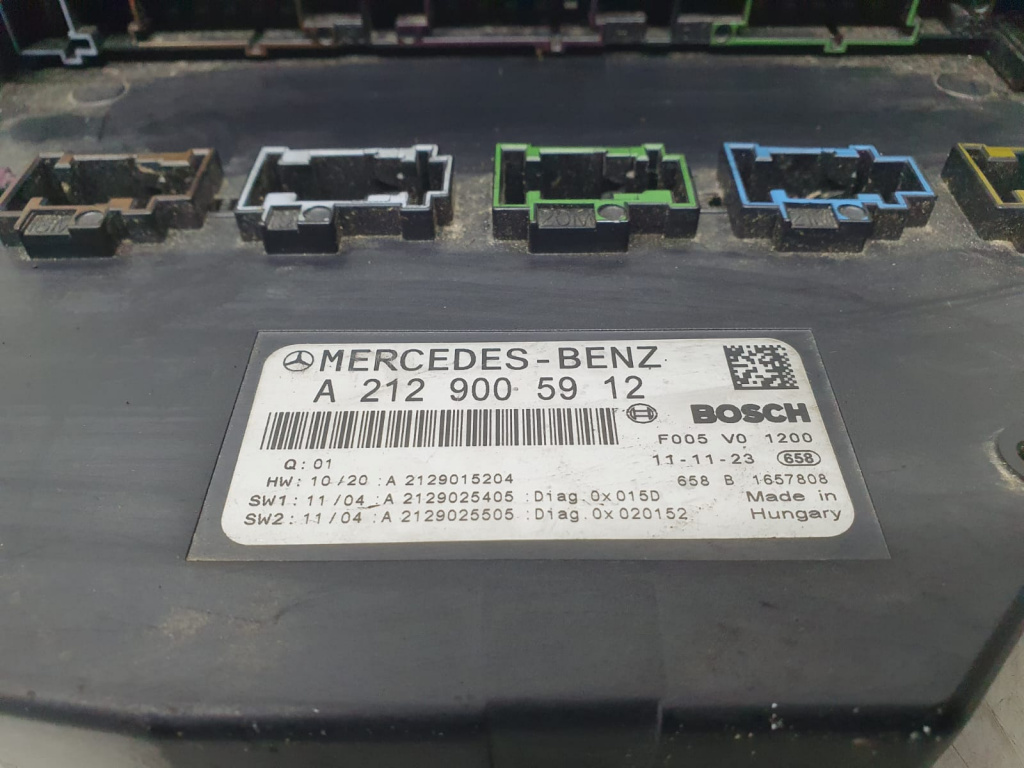 MERCEDES-BENZ
A 212 900 59 12
BOSCH
F005 V0 1200
Q: 01
11-11-23 658
HW: 10/20 :A 2129015204
658 B 1657808
SW1: 11/04 :A 2129025405 :Diag.0x015D
Made in
SW2: 11/04 :A 2129025505 :Diag.0x020152
Hungary